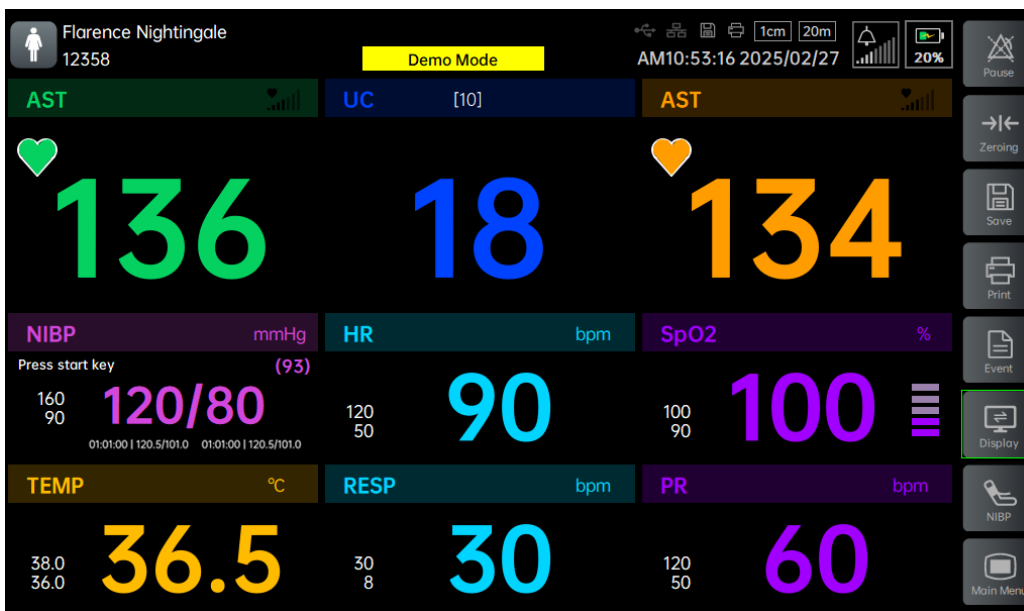 Flarence Nightingale
12358
Demo Mode
1cm 20m
AM10:53:16 2025/02/27
20%
Pause
AST
UC [10]
AST
Zeroing
136
18
134
Save
Print
NIBP mmHg
HR bpm
SpO2 %
Event
Press start key (93)
160
90
120/80
01:01:00 | 120.5/101.0 01:01:00 | 120.5/101.0
120
50
90
100
90
100
Display
TEMP °C
RESP bpm
PR bpm
NIBP
38.0
36.0
36.5
30
8
30
120
50
60
Main Menu